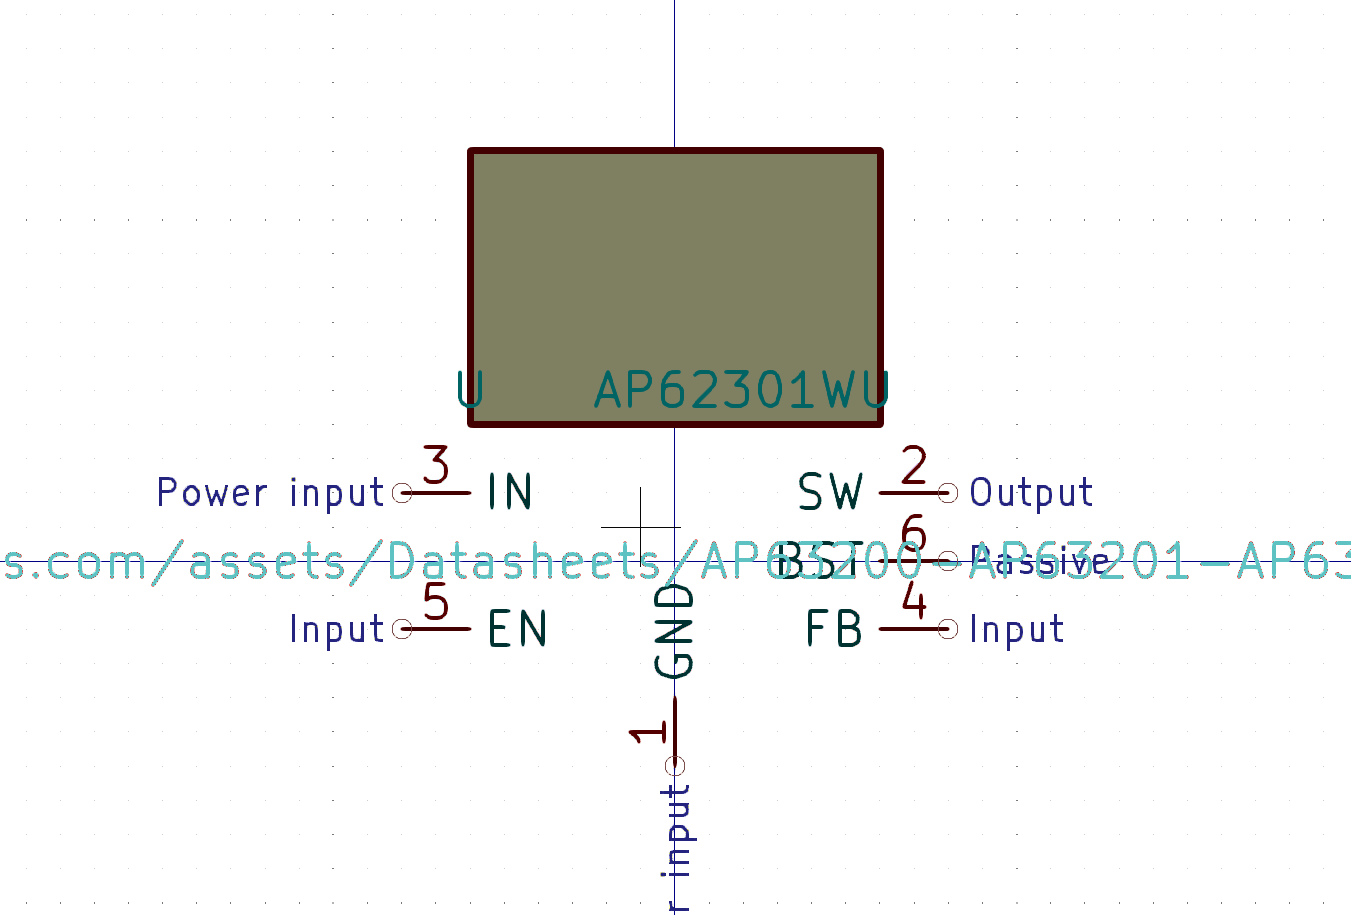 U AP62301WU
3 2
Power input IN SW Output
6
s.com/assets/Datasheets/AP63200-AP63201-AP63
BST Passive
5 4
Input EN GND FB Input
1
r input